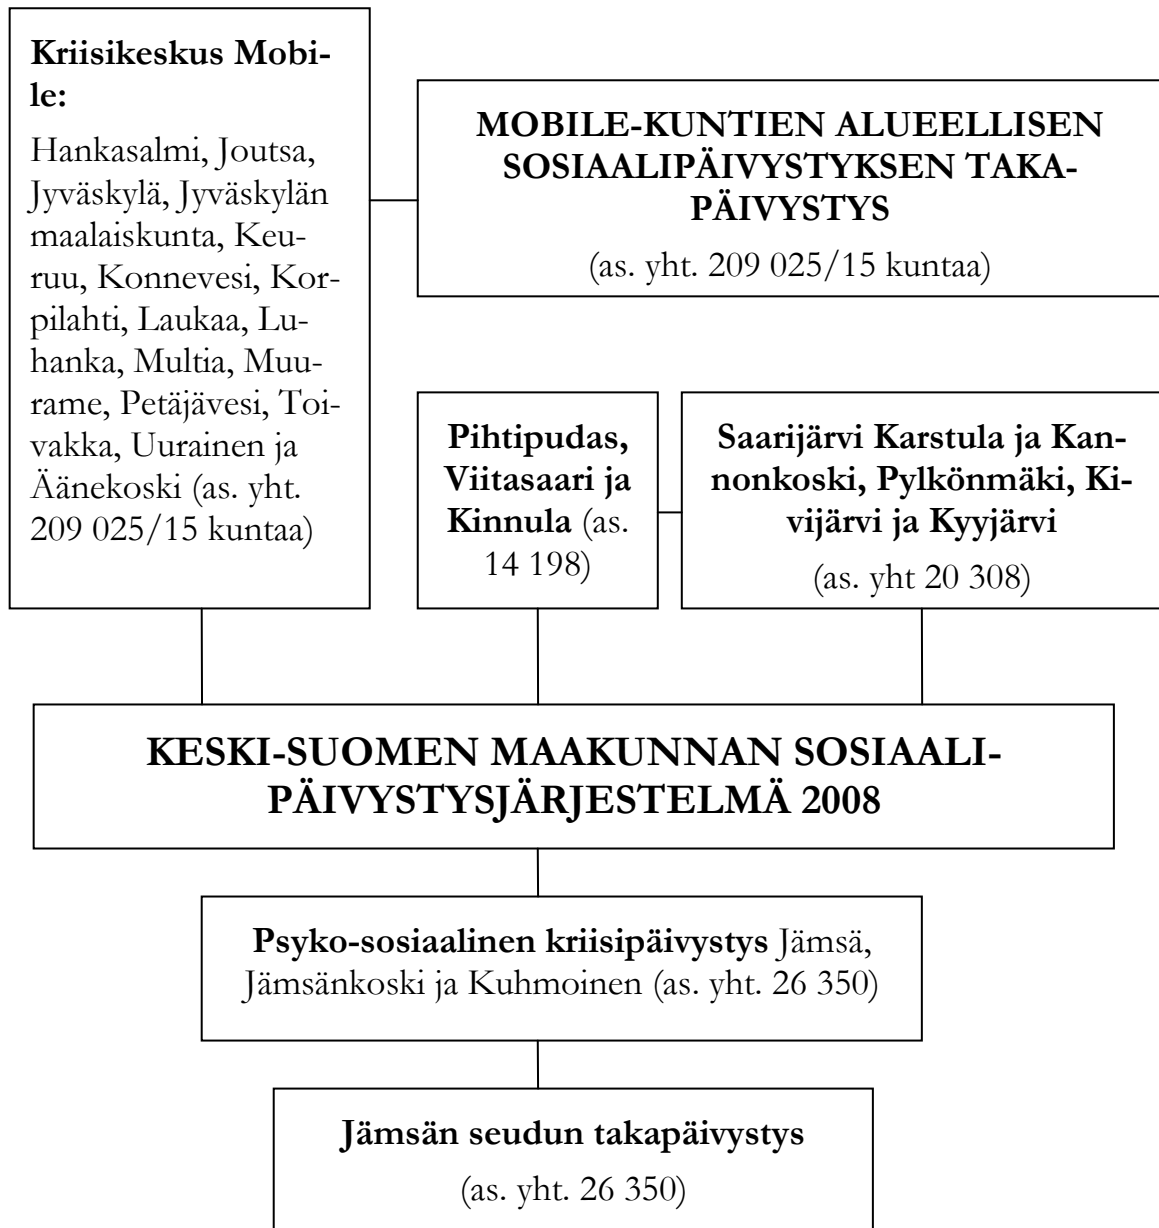 Kriisikeskus Mobi-
le:
Hankasalmi, Joutsa,
Jyväskylä, Jyväskylän
maalaiskunta, Keu-
ruu, Konnevesi, Kor-
pilahti, Laukaa, Lu-
hanka, Multia, Muu-
rame, Petäjävesi, Toi-
vakka, Uurainen ja
Äänekoski (as. yht.
209 025/15 kuntaa)
MOBILE-KUNTIEN ALUEELLISEN
SOSIAALIPÄIVYSTYKSEN TAKA-
PÄIVYSTYS
(as. yht. 209 025/15 kuntaa)
Pihtipudas,
Viitasaari ja
Kinnula (as.
14 198)
Saarijärvi Karstula ja Kan-
nonkoski, Pylkönmäki, Ki-
vijärvi ja Kyyjärvi
(as. yht 20 308)
KESKI-SUOMEN MAAKUNNAN SOSIAALI-
PÄIVYSTYSJÄRJESTELMÄ 2008
Psyko-sosiaalinen kriisipäivystys Jämsä,
Jämsänkoski ja Kuhmoinen (as. yht. 26 350)
Jämsän seudun takapäivystys
(as. yht. 26 350)